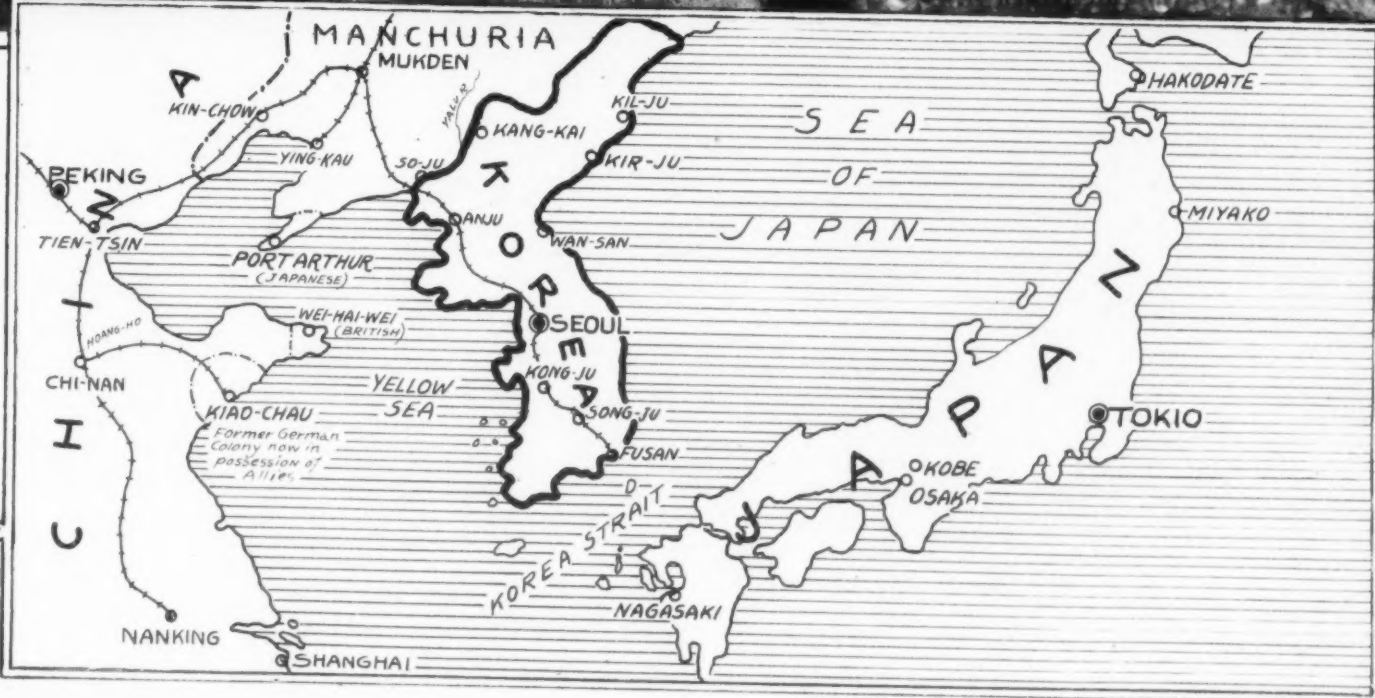 MANCHURIA
MUKDEN
KIN-CHOW
YING-KAU
YALU R.
SO-JU
KANG-KAI
KIL-JU
KIR-JU
HAKODATE
SEA
OF
JAPAN
PEKING
TIEN-TSIN
PORT ARTHUR
(JAPANESE)
ANJU
WAN-SAN
MIYAKO
WEI-HAI-WEI
(BRITISH)
HOANG-HO
CHI-NAN
KIAO-CHAU
Former German
Colony now in
possession of
Allies
YELLOW
SEA
KOREA
SEOUL
KONG-JU
SONG-JU
FUSAN
KOREA STRAIT
JAPAN
TOKIO
KOBE
OSAKA
NAGASAKI
CHINA
NANKING
SHANGHAI